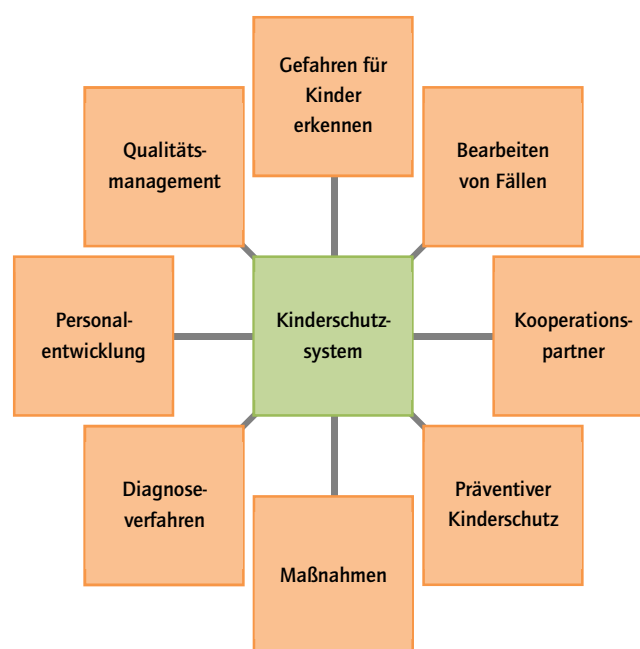 Gefahren für
Kinder
erkennen
Qualitäts-
management
Bearbeiten
von Fällen
Personal-
entwicklung
Kinderschutz-
system
Kooperations-
partner
Diagnose-
verfahren
Präventiver
Kinderschutz
Maßnahmen